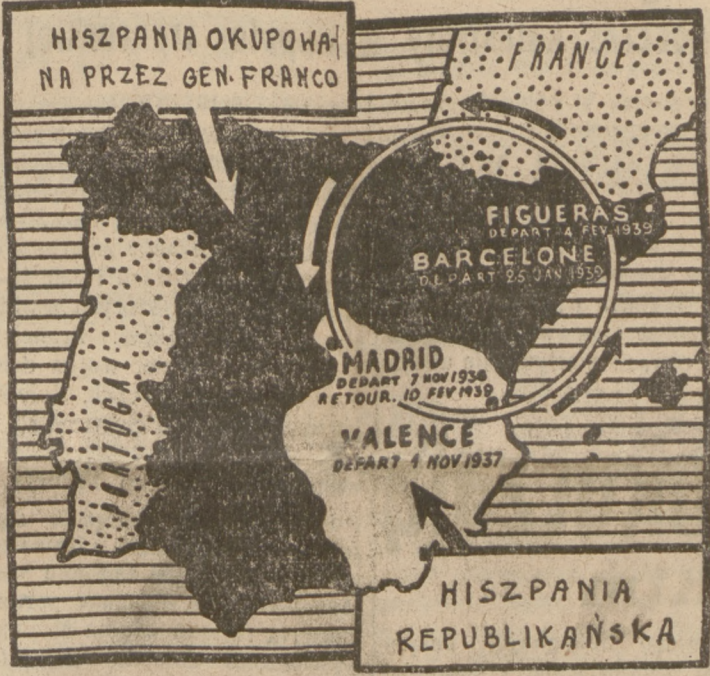 HISZPANIA OKUPOWA-
NA PRZEZ GEN. FRANCO
FRANCE
FIGUERAS
DEPART 4 FEV 1939
BARCELONE
DEPART 25 JAN 1939
MADRID
DEPART 7 NOV 1936
RETOUR. 10 FEV 1939
VALENCE
DEPART 1 NOV 1937
PORTUGAL
HISZPANIA
REPUBLIKAŃSKA